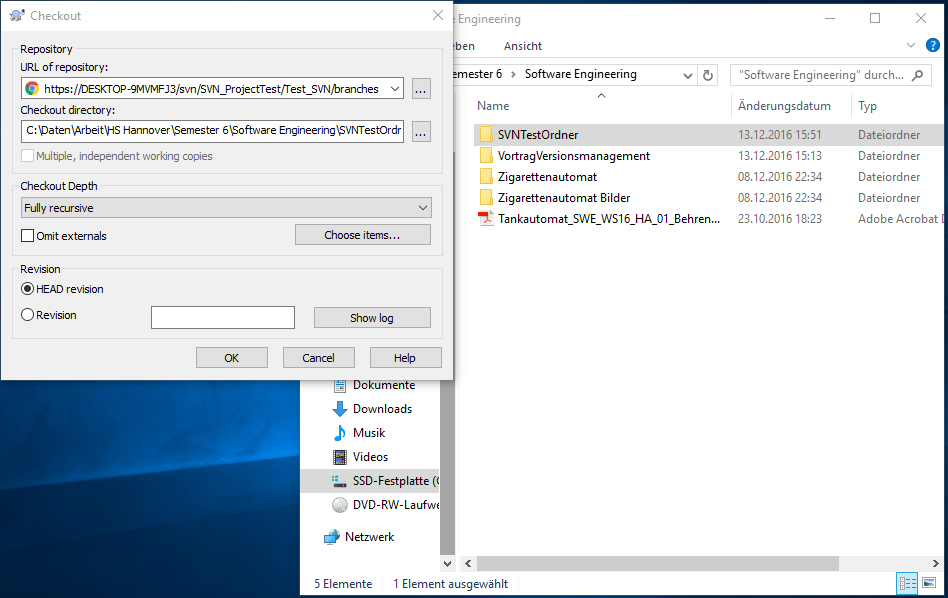 Checkout
Repository
URL of repository:
https://DESKTOP-9MVMFJ3/svn/SVN_ProjectTest/Test_SVN/branches
...
Checkout directory:
C:\Daten\Arbeit\HS Hannover\Semester 6\Software Engineering\SVNTestOrdr
...
Multiple, independent working copies
Checkout Depth
Fully recursive
Omit externals
Choose items...
Revision
HEAD revision
Revision
Show log
OK Cancel Help
Engineering
Ansicht
?
emester 6 > Software Engineering
"Software Engineering" durch...
Name Änderungsdatum Typ
SVNTestOrdner 13.12.2016 15:51 Dateiordner
VortragVersionsmanagement 13.12.2016 15:13 Dateiordner
Zigarettenautomat 08.12.2016 22:34 Dateiordner
Zigarettenautomat Bilder 08.12.2016 22:34 Dateiordner
Tankautomat_SWE_WS16_HA_01_Behren... 23.10.2016 18:23 Adobe Acrobat
Dokumente
Downloads
Musik
Videos
SSD-Festplatte (
DVD-RW-Laufwe
Netzwerk
5 Elemente 1 Element ausgewählt